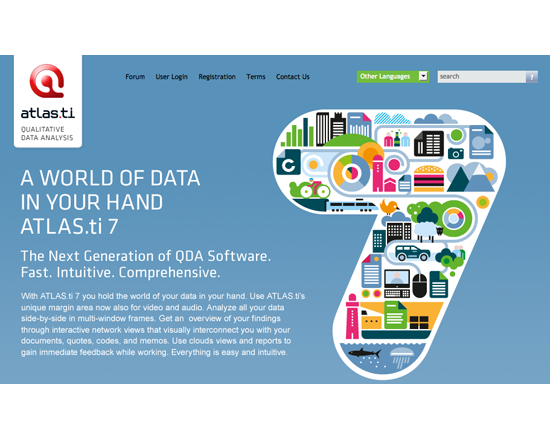 Forum User Login Registration Terms Contact Us Other Languages search
atlas.ti
QUALITATIVE
DATA ANALYSIS
A WORLD OF DATA
IN YOUR HAND
ATLAS.ti 7
The Next Generation of QDA Software.
Fast. Intuitive. Comprehensive.
With ATLAS.ti 7 you hold the world of your data in your hand. Use ATLAS.ti's
unique margin area now also for video and audio. Analyze all your data
side-by-side in multi-window frames. Get an overview of your findings
through interactive network views that visually interconnect you with your
documents, quotes, codes, and memos. Use clouds views and reports to
gain immediate feedback while working. Everything is easy and intuitive.
7